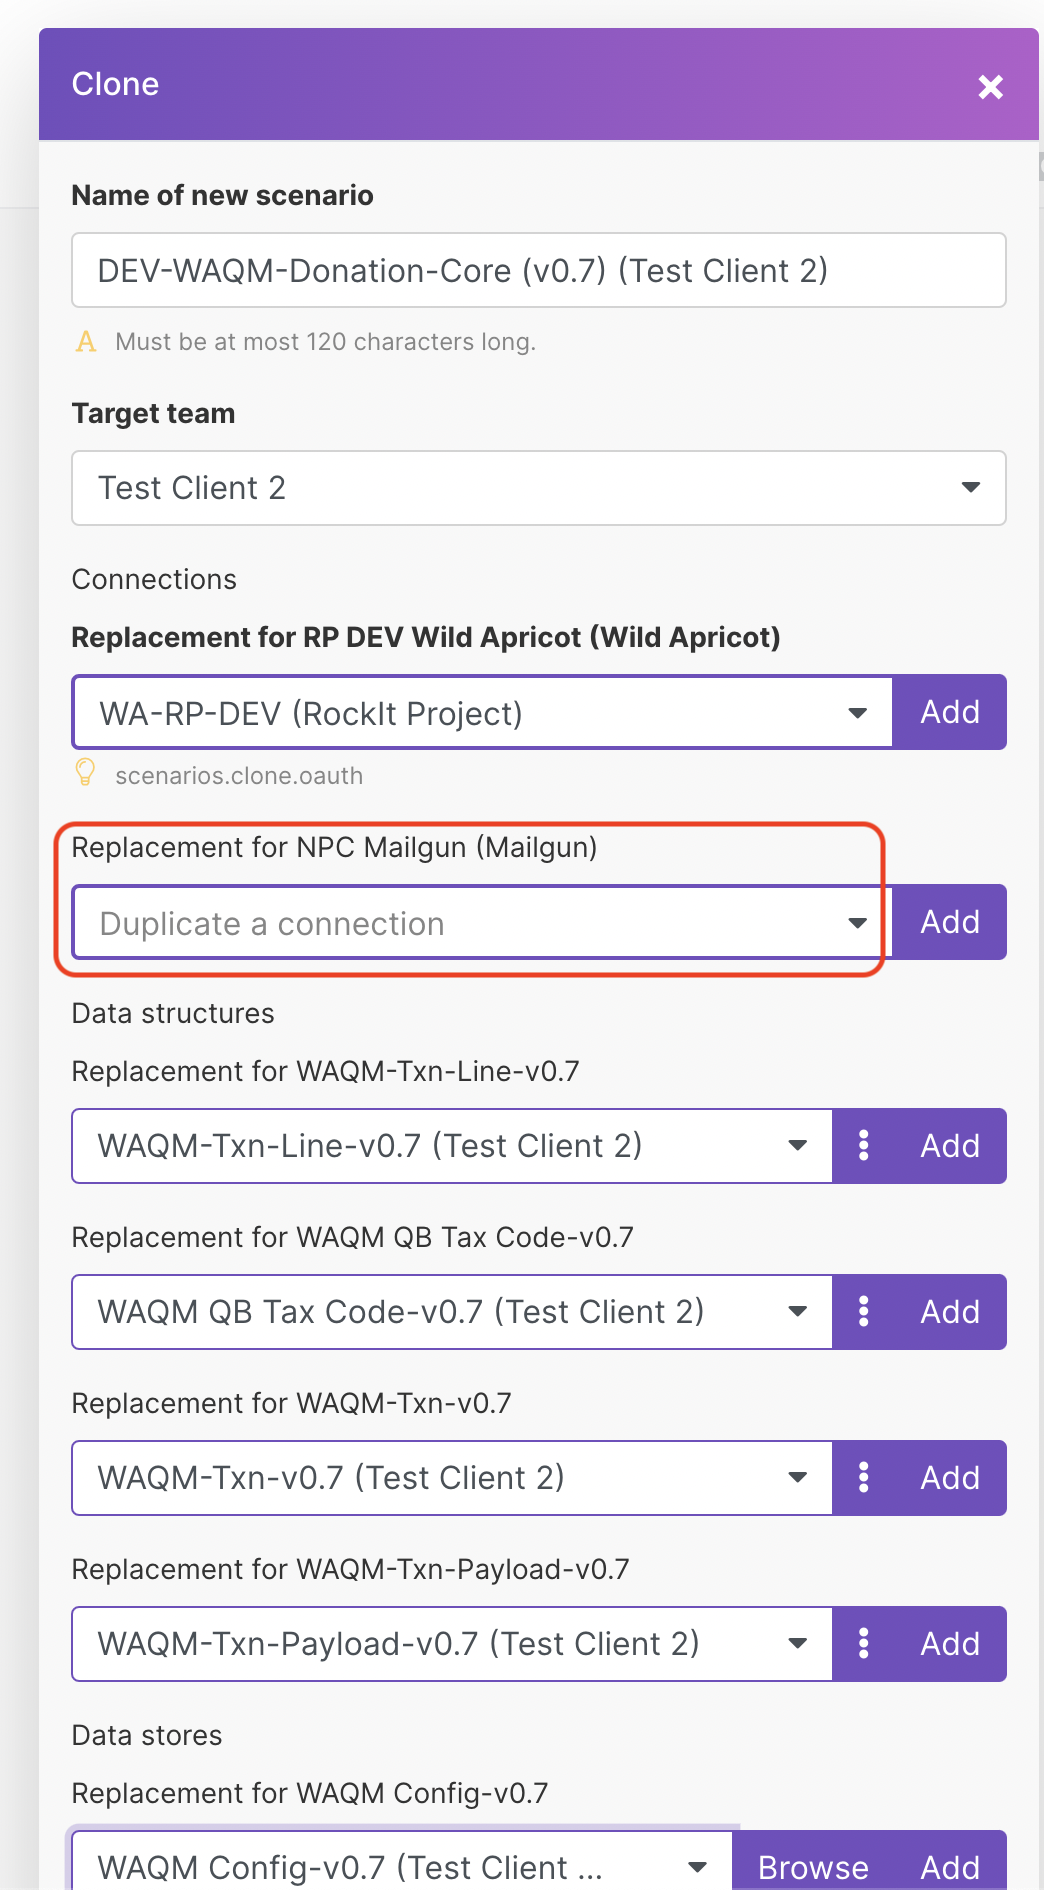 Clone
Name of new scenario
DEV-WAQM-Donation-Core (v0.7) (Test Client 2)
A Must be at most 120 characters long.
Target team
Test Client 2
Connections
Replacement for RP DEV Wild Apricot (Wild Apricot)
WA-RP-DEV (RockIt Project) Add
scenarios.clone.oauth
Replacement for NPC Mailgun (Mailgun)
Duplicate a connection Add
Data structures
Replacement for WAQM-Txn-Line-v0.7
WAQM-Txn-Line-v0.7 (Test Client 2) Add
Replacement for WAQM QB Tax Code-v0.7
WAQM QB Tax Code-v0.7 (Test Client 2) Add
Replacement for WAQM-Txn-v0.7
WAQM-Txn-v0.7 (Test Client 2) Add
Replacement for WAQM-Txn-Payload-v0.7
WAQM-Txn-Payload-v0.7 (Test Client 2) Add
Data stores
Replacement for WAQM Config-v0.7
WAQM Config-v0.7 (Test Client ... Browse Add